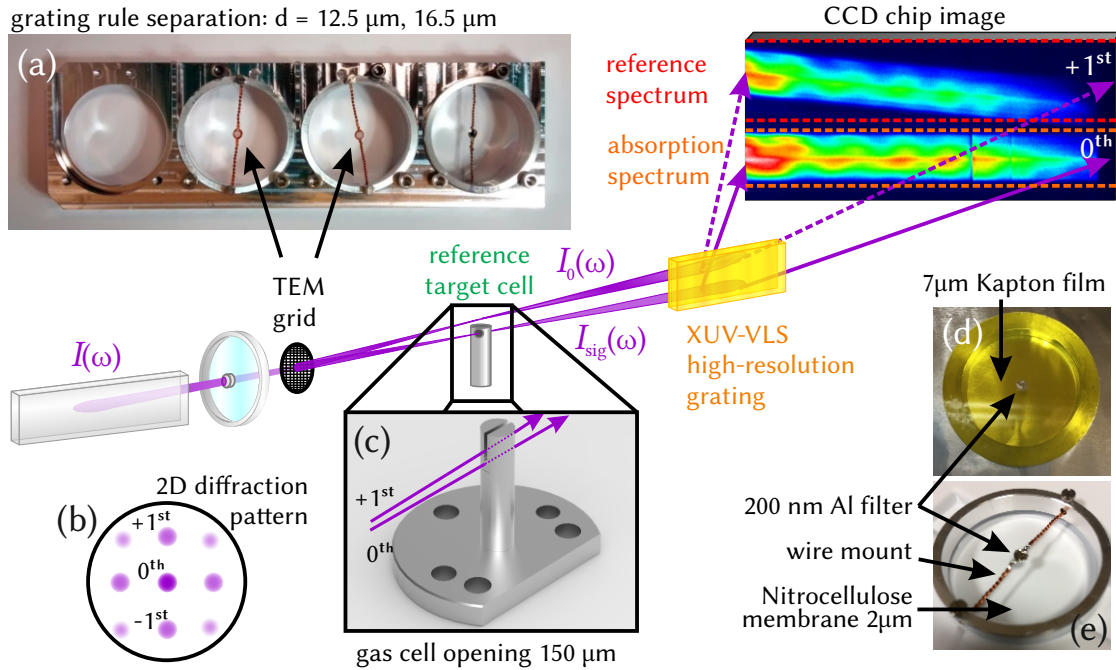 grating rule separation: d = 12.5 µm, 16.5 µm
CCD chip image
(a)
reference
spectrum
+1st
absorption
spectrum
0th
TEM
grid
reference
target cell
I0(ω)
I(ω)
Isig(ω)
XUV-VLS
high-resolution
grating
7µm Kapton film
(d)
(c)
+1st
0th
2D diffraction
pattern
(b)
+1st
0th
-1st
200 nm Al filter
wire mount
Nitrocellulose
membrane 2µm
(e)
gas cell opening 150 µm